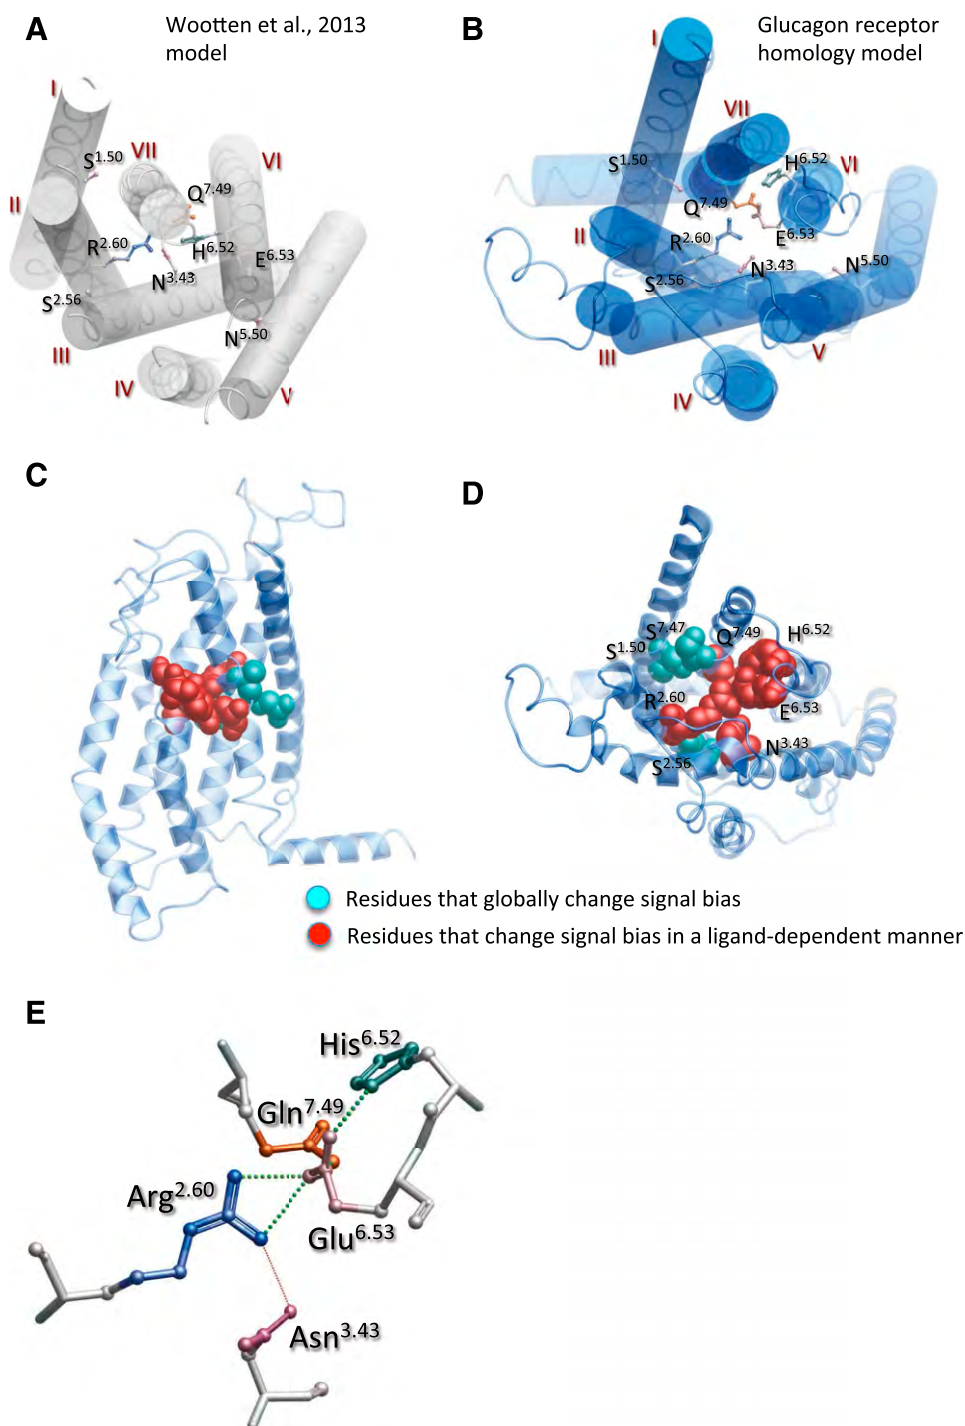 A
Wootten et al., 2013
model
I
S1.50
VII
VI
II
Q7.49
R2.60
H6.52
E6.53
N3.43
S2.56
N5.50
III
IV
V
B
Glucagon receptor
homology model
I
VII
S1.50
H6.52
VI
Q7.49
II
R2.60
E6.53
N3.43
N5.50
S2.56
III
V
IV
C
D
S7.47
Q7.49
H6.52
S1.50
R2.60
E6.53
N3.43
S2.56
Residues that globally change signal bias
Residues that change signal bias in a ligand-dependent manner
E
His6.52
Gln7.49
Arg2.60
Glu6.53
Asn3.43